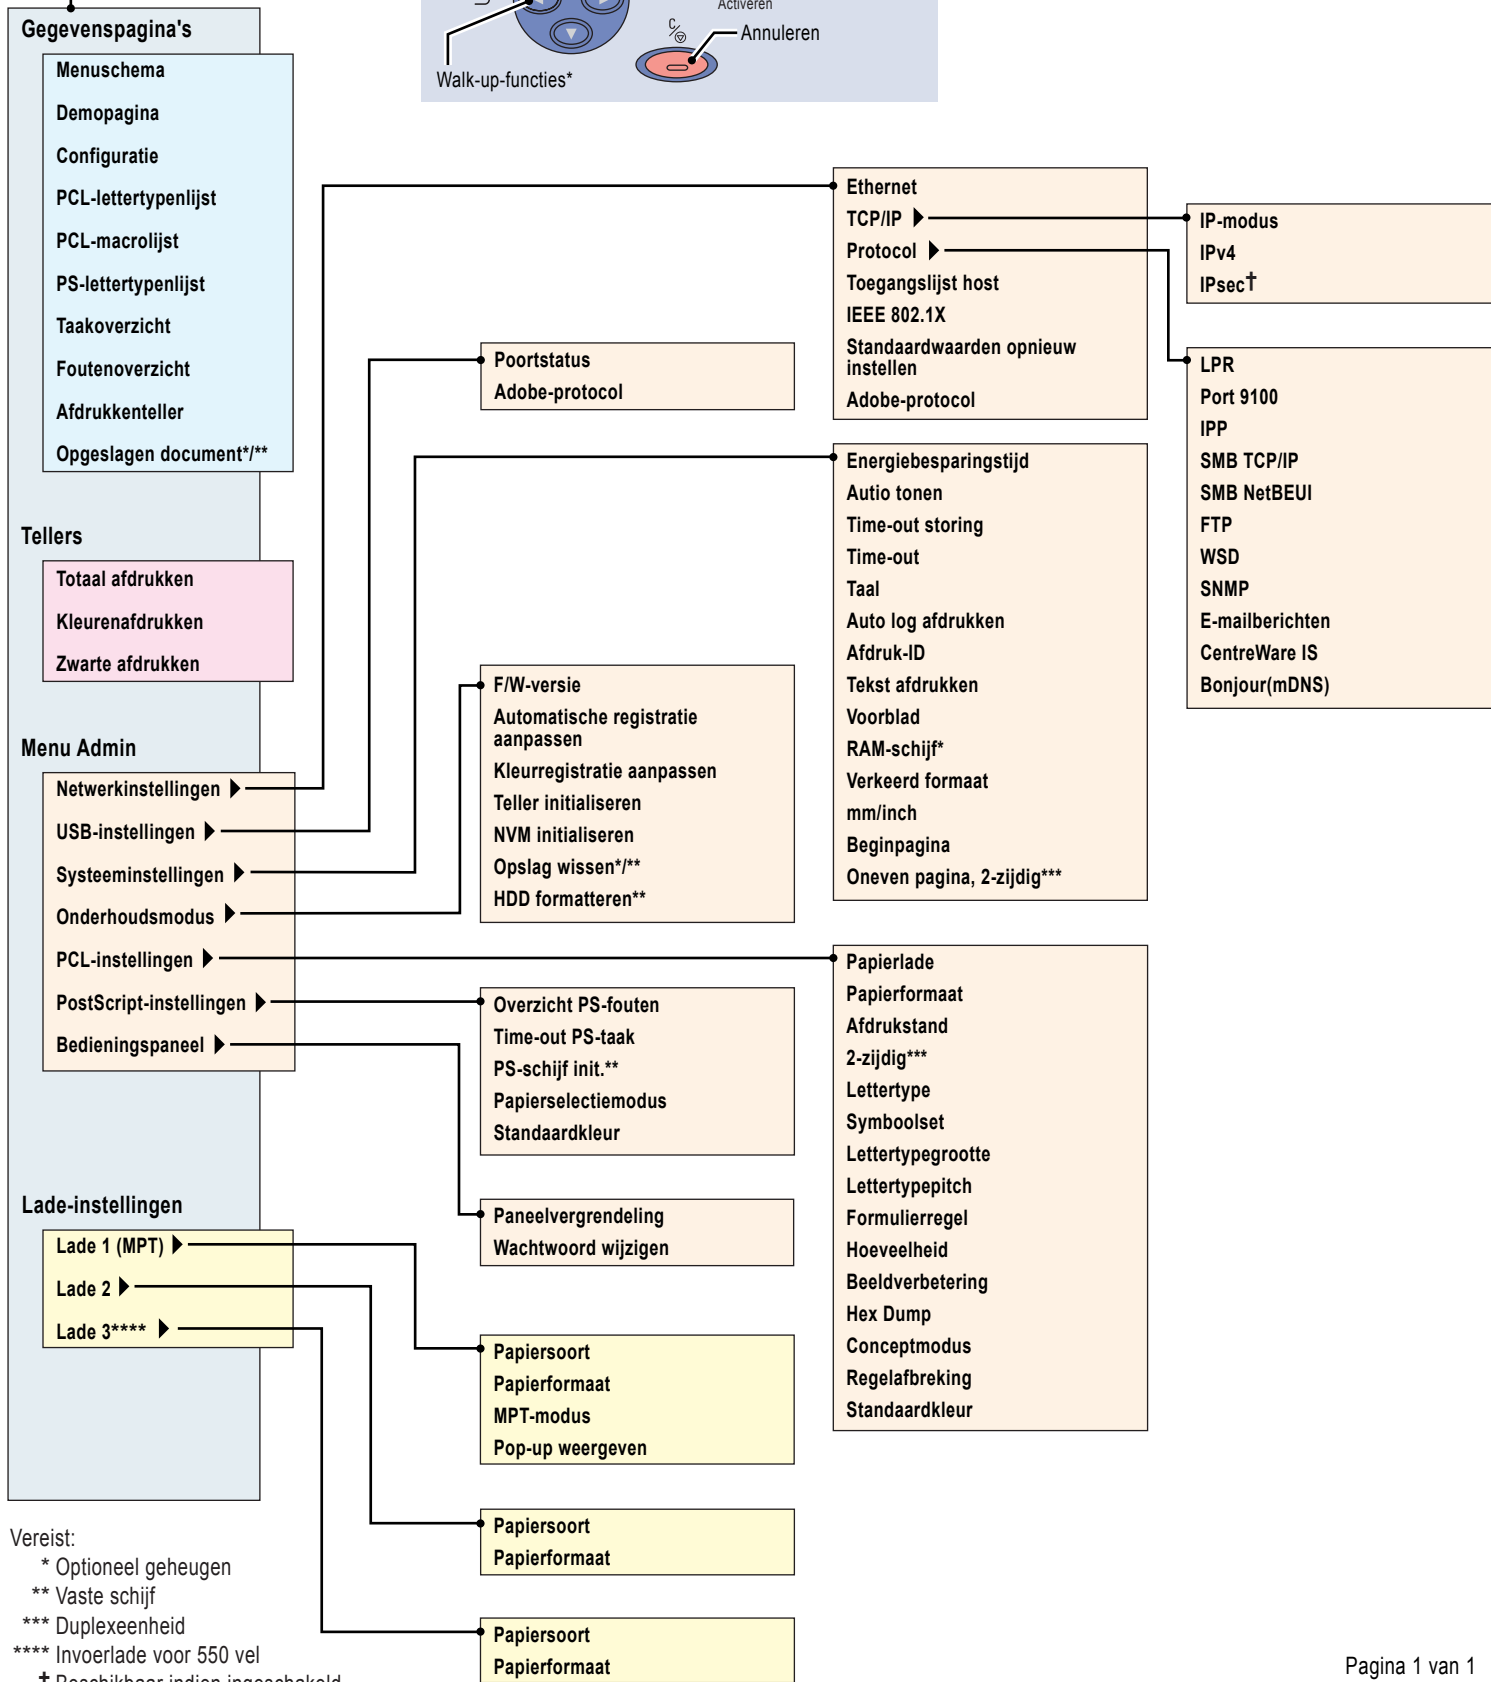 Activeren
Annuleren
Walk-up-functies*
Gegevenspagina's
Menuschema
Demopagina
Configuratie
PCL-lettertypenlijst
PCL-macrolijst
PS-lettertypenlijst
Taakoverzicht
Foutenoverzicht
Afdrukkenteller
Opgeslagen document*/**
Tellers
Totaal afdrukken
Kleurenafdrukken
Zwarte afdrukken
Menu Admin
Netwerkinstellingen
USB-instellingen
Systeeminstellingen
Onderhoudsmodus
PCL-instellingen
PostScript-instellingen
Bedieningspaneel
Lade-instellingen
Lade 1 (MPT)
Lade 2
Lade 3****
Poortstatus
Adobe-protocol
F/W-versie
Automatische registratie
aanpassen
Kleurregistratie aanpassen
Teller initialiseren
NVM initialiseren
Opslag wissen*/**
HDD formatteren**
Overzicht PS-fouten
Time-out PS-taak
PS-schijf init.**
Papierselectiemodus
Standaardkleur
Paneelvergrendeling
Wachtwoord wijzigen
Papiersoort
Papierformaat
MPT-modus
Pop-up weergeven
Papiersoort
Papierformaat
Papiersoort
Papierformaat
Ethernet
TCP/IP
Protocol
Toegangslijst host
IEEE 802.1X
Standaardwaarden opnieuw
instellen
Adobe-protocol
Energiebesparingstijd
Autio tonen
Time-out storing
Time-out
Taal
Auto log afdrukken
Afdruk-ID
Tekst afdrukken
Voorblad
RAM-schijf*
Verkeerd formaat
mm/inch
Beginpagina
Oneven pagina, 2-zijdig***
Papierlade
Papierformaat
Afdrukstand
2-zijdig***
Lettertype
Symboolset
Lettertypegrootte
Lettertypepitch
Formulierregel
Hoeveelheid
Beeldverbetering
Hex Dump
Conceptmodus
Regelafbreking
Standaardkleur
IP-modus
IPv4
IPsec†
LPR
Port 9100
IPP
SMB TCP/IP
SMB NetBEUI
FTP
WSD
SNMP
E-mailberichten
CentreWare IS
Bonjour(mDNS)
Vereist:
* Optioneel geheugen
** Vaste schijf
*** Duplexeenheid
**** Invoerlade voor 550 vel
† Beschikbaar indien ingeschakeld
Pagina 1 van 1